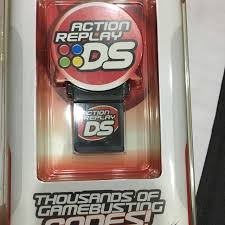 ACTION
REPLAY
DS
ACTION
REPLAY
DS
THOUSANDS OF
GAMEBUSTING
CODES!